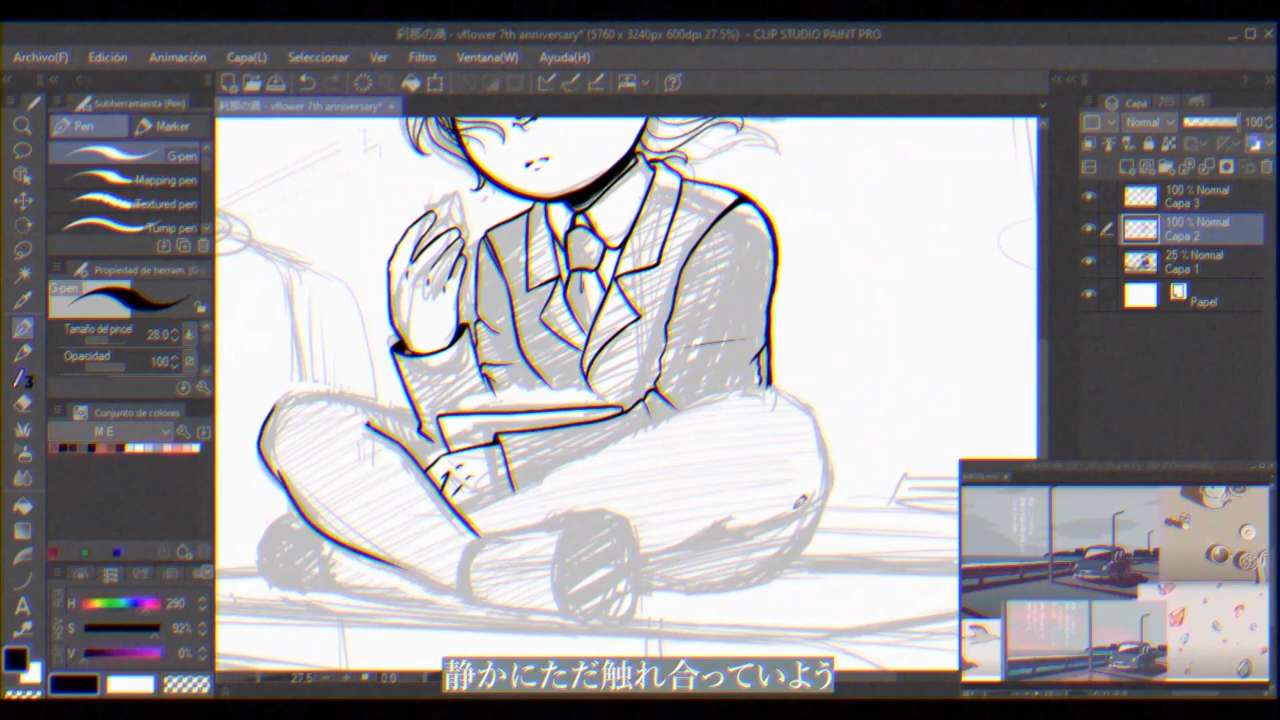 刹那の渦 - vflower 7th anniversary* (5760 x 3240px 600dpi 27.5%) - CLIP STUDIO PAINT PRO
Archivo(F) Edición Animación Capa(L) Seleccionar Ver Filtro Ventana(W) Ayuda(H)
Subherramienta [Pen]
刹那の渦 - vflower 7th anniversary*
Capa
Pen Marker
Normal 100
G-pen
Mapping pen
Textured pen
Turnip pen
100 % Normal
Capa 3
100 % Normal
Capa 2
25 % Normal
Capa 1
Papel
Propiedad de herram. [G-
G-pen
Tamaño del pincel 28.0
Opacidad 100
Conjunto de colores
M E
H 290
S 92%
V 0%
A
27.5 0.0
静かにただ触れ合っていよう